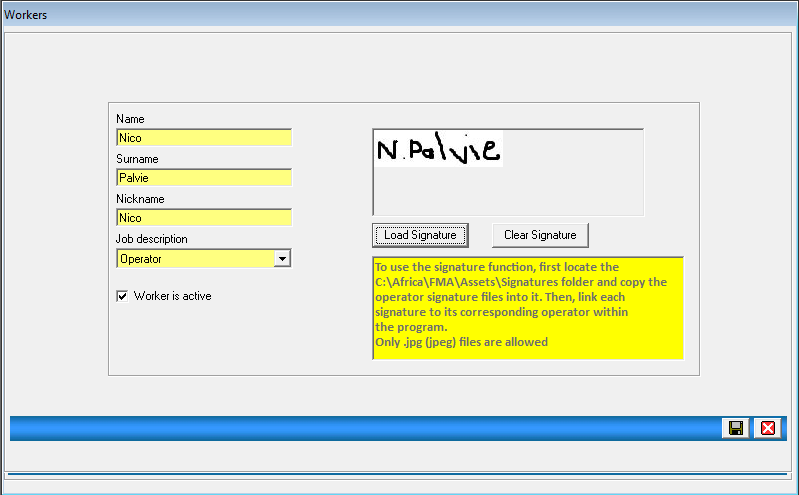 Workers
Name
Nico
Surname
Palvie
Nickname
Nico
Job description
Operator
Worker is active
N.Palvie
Load Signature
Clear Signature
To use the signature function, first locate the
C:\Africa\FMA\Assets\Signatures folder and copy the
operator signature files into it. Then, link each
signature to its corresponding operator within
the program.
Only .jpg (jpeg) files are allowed